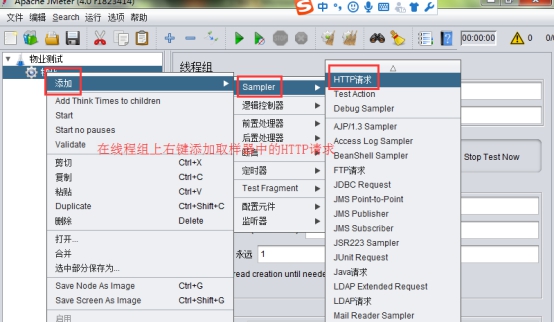 Apache JMeter (4.0 r1823414)
文件 编辑 Search 运行 选项 帮助
中
00:00:00
0
0/
物业测试
线程组
添加
Add Think Times to children
Start
Start no pauses
Validate
剪切 Ctrl+X
复制 Ctrl+C
粘贴 Ctrl+V
Duplicate Ctrl+Shift+C
删除 Delete
打开...
合并
选中部分保存为...
Save Node As Image Ctrl+G
Save Screen As Image Ctrl+Shift+G
启用
Sampler
逻辑控制器
前置处理器
后置处理器
断言
定时器
Test Fragment
配置元件
监听器
在线程组上右键添加取样器中的HTTP请求
HTTP请求
Test Action
Debug Sampler
AJP/1.3 Sampler
Access Log Sampler
BeanShell Sampler
FTP请求
JDBC Request
JMS Point-to-Point
JMS Publisher
JMS Subscriber
JSR223 Sampler
JUnit Request
Java请求
LDAP Extended Request
LDAP请求
Mail Reader Sampler
Stop Test Now
永远 1
read creation until neede